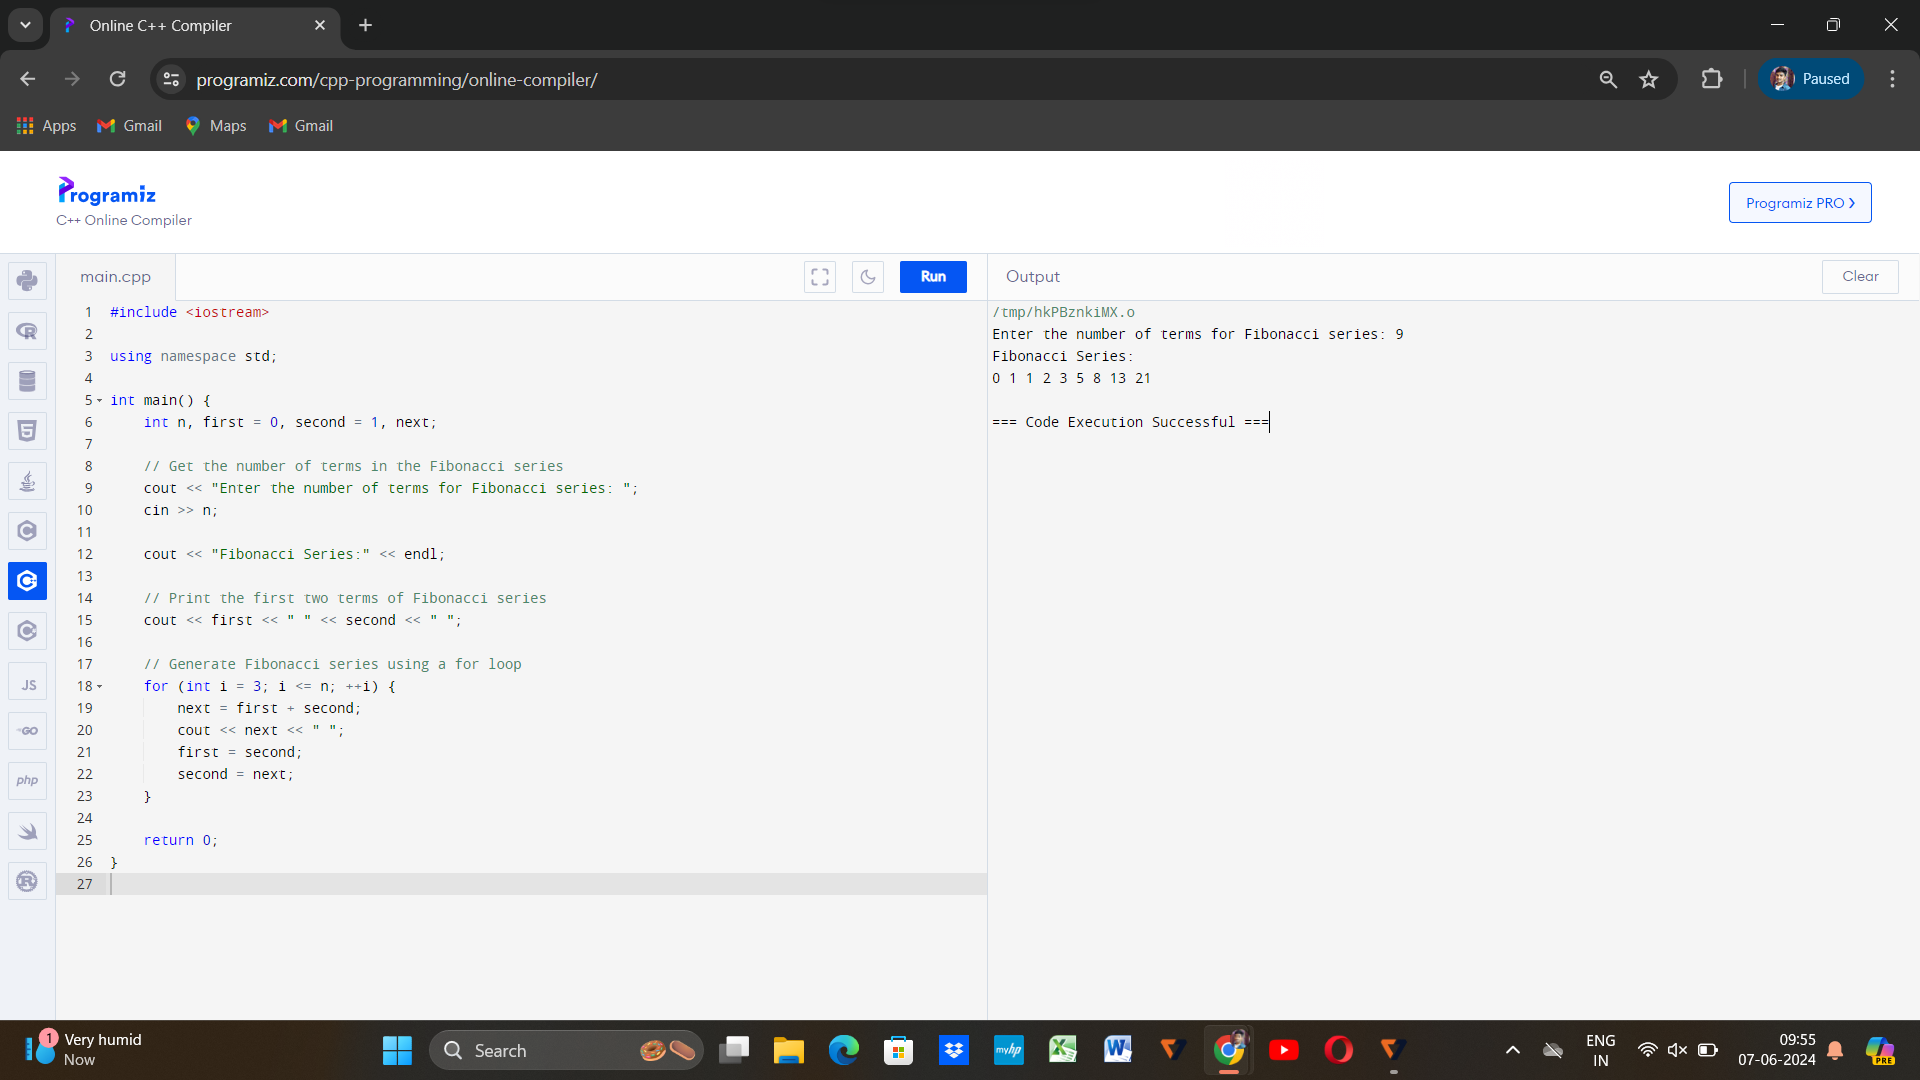 Online C++ Compiler
programiz.com/cpp-programming/online-compiler/
Paused
Apps
Gmail
Maps
Gmail
Programiz
C++ Online Compiler
Programiz PRO >
main.cpp
Run
Output
Clear
1 #include <iostream>
2
3 using namespace std;
4
5 int main() {
6 int n, first = 0, second = 1, next;
7
8 // Get the number of terms in the Fibonacci series
9 cout << "Enter the number of terms for Fibonacci series: ";
10 cin >> n;
11
12 cout << "Fibonacci Series:" << endl;
13
14 // Print the first two terms of Fibonacci series
15 cout << first << " " << second << " ";
16
17 // Generate Fibonacci series using a for loop
18 for (int i = 3; i <= n; ++i) {
19 next = first + second;
20 cout << next << " ";
21 first = second;
22 second = next;
23 }
24
25 return 0;
26 }
27
/tmp/hkPBznkiMX.o
Enter the number of terms for Fibonacci series: 9
Fibonacci Series:
0 1 1 2 3 5 8 13 21
=== Code Execution Successful ===
R
5
C
C
JS
GO
php
R
1
Very humid
Now
Search
myhp
ENG
IN
09:55
07-06-2024
PRE